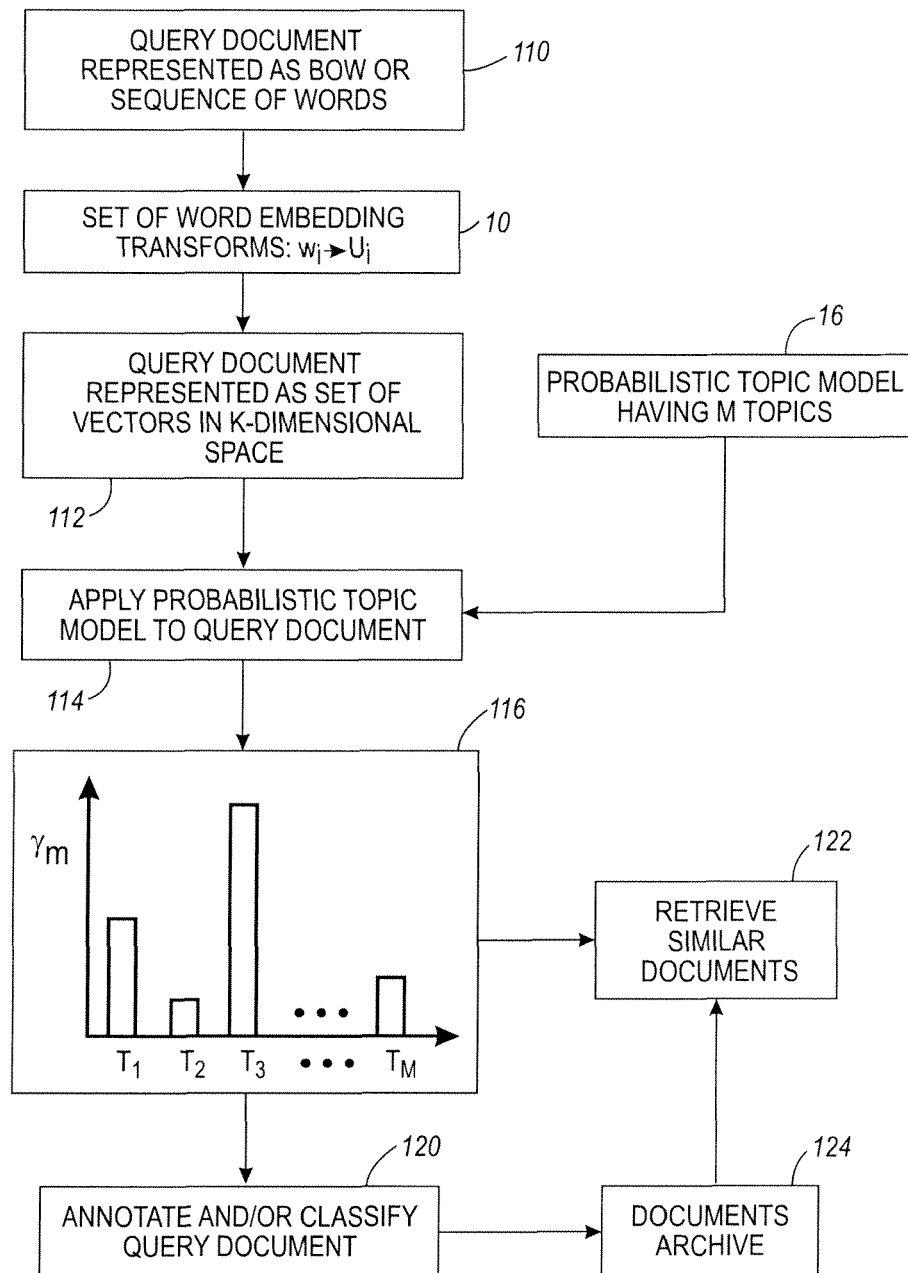 QUERY DOCUMENT
REPRESENTED AS BOW OR
SEQUENCE OF WORDS
110
SET OF WORD EMBEDDING
TRANSFORMS: wi→Ui
10
QUERY DOCUMENT
REPRESENTED AS SET OF
VECTORS IN K-DIMENSIONAL
SPACE
112
16
PROBABILISTIC TOPIC MODEL
HAVING M TOPICS
APPLY PROBABILISTIC TOPIC
MODEL TO QUERY DOCUMENT
114
116
γm
• • •
T1 T2 T3 • • • TM
122
RETRIEVE
SIMILAR
DOCUMENTS
120
ANNOTATE AND/OR CLASSIFY
QUERY DOCUMENT
124
DOCUMENTS
ARCHIVE